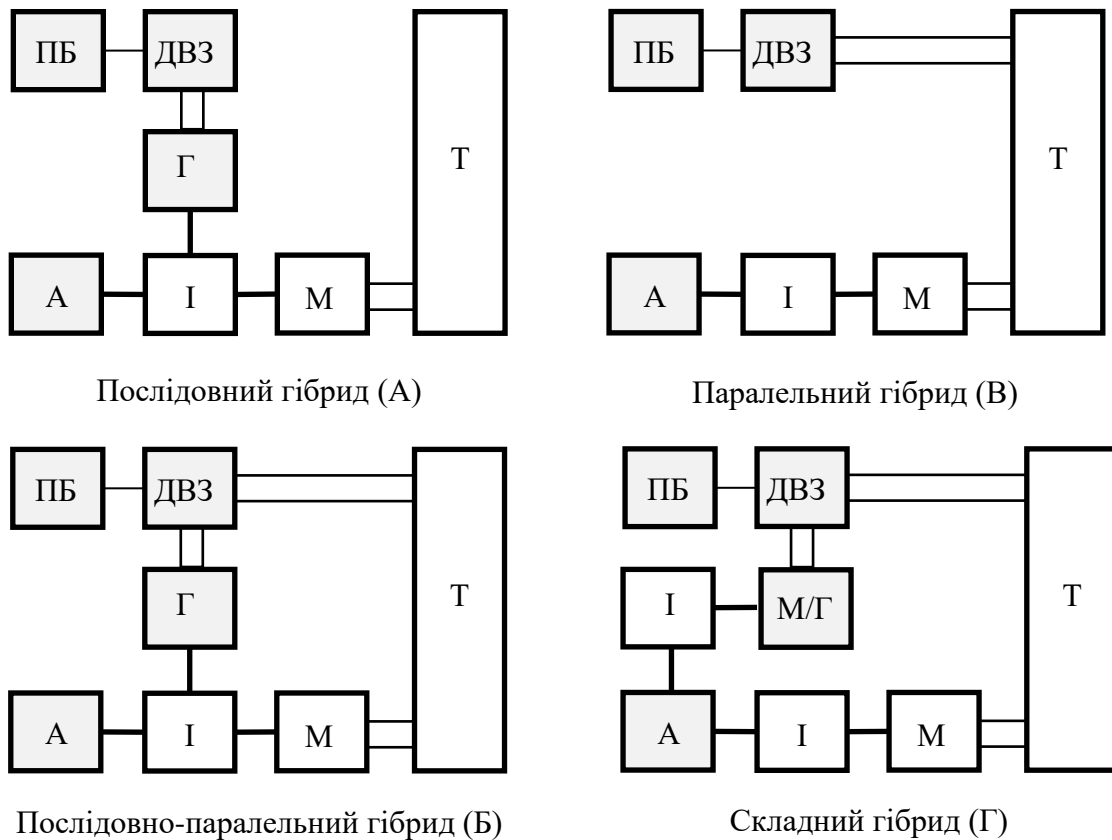 ПБ
ДВЗ
Г
Т
А
І
М
Послідовний гібрид (А)
ПБ
ДВЗ
Т
А
І
М
Паралельний гібрид (В)
ПБ
ДВЗ
Г
Т
А
І
М
Послідовно-паралельний гібрид (Б)
ПБ
ДВЗ
І
М/Г
Т
А
І
М
Складний гібрид (Г)